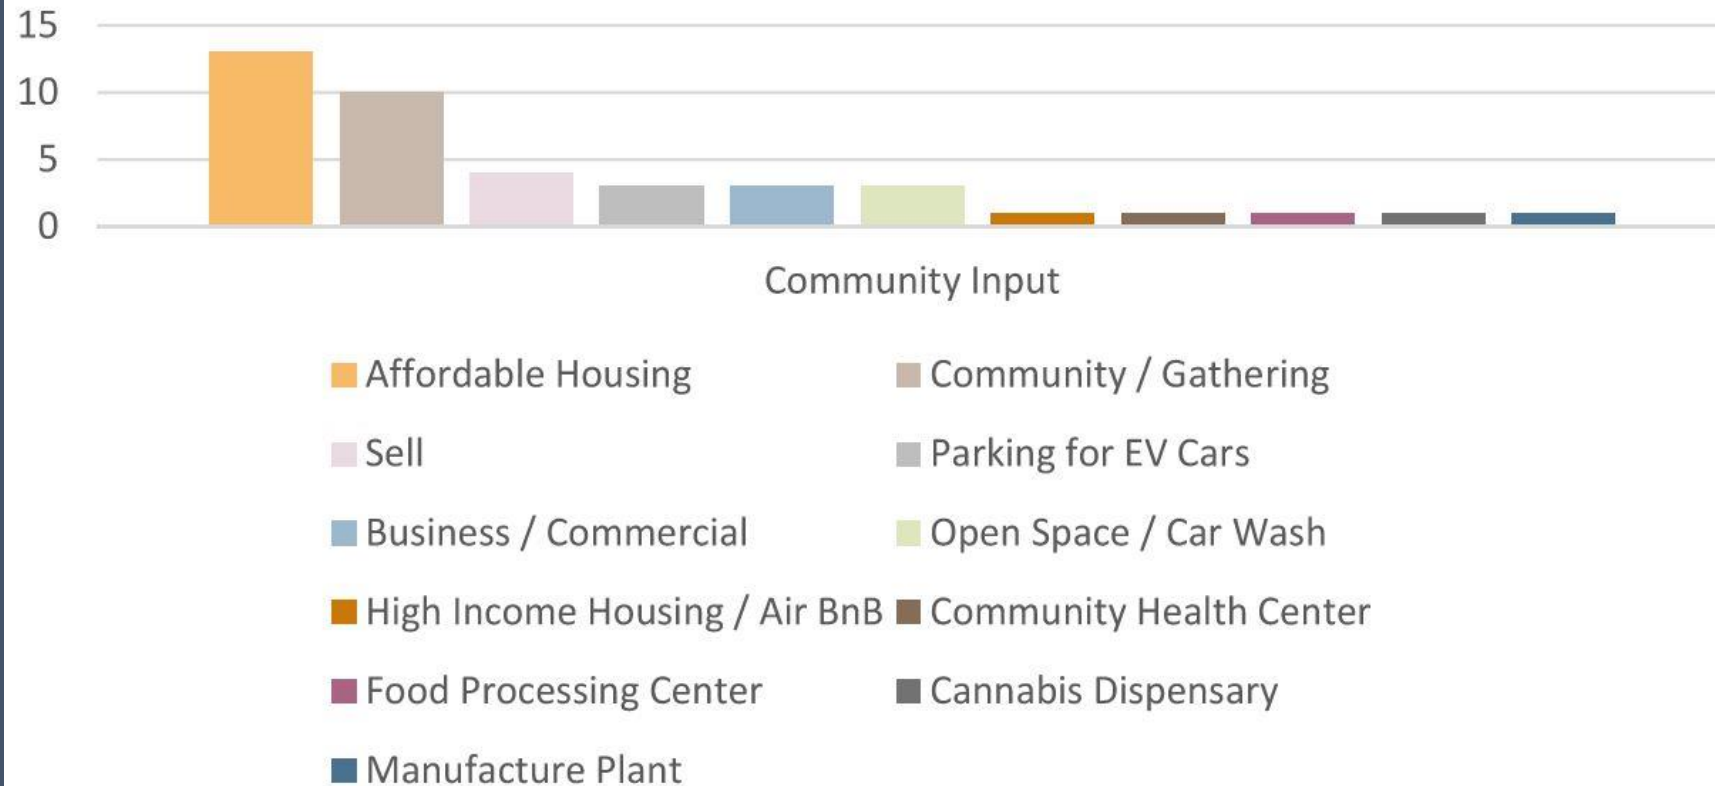 15
10
5
0
Community Input
Affordable Housing
Community / Gathering
Sell
Parking for EV Cars
Business / Commercial
Open Space / Car Wash
High Income Housing / Air BnB
Community Health Center
Food Processing Center
Cannabis Dispensary
Manufacture Plant